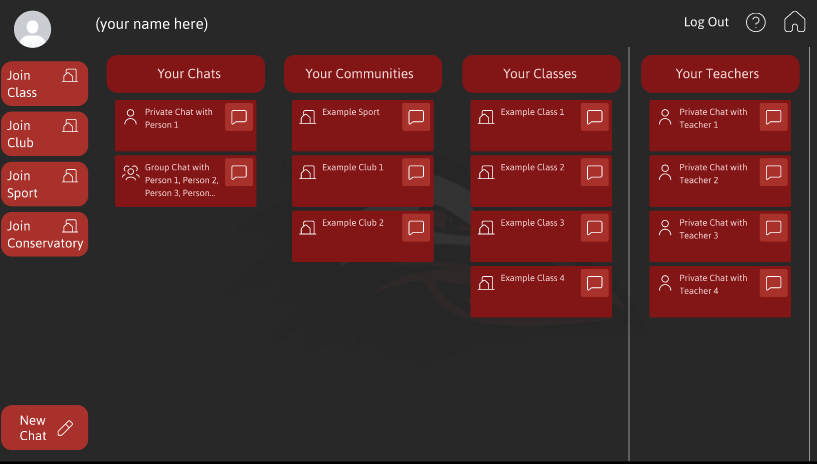 (your name here)
Log Out
Join
Class
Join
Club
Join
Sport
Join
Conservatory
New
Chat
Your Chats
Private Chat with
Person 1
Group Chat with
Person 1, Person 2,
Person 3, Person...
Your Communities
Example Sport
Example Club 1
Example Club 2
Your Classes
Example Class 1
Example Class 2
Example Class 3
Example Class 4
Your Teachers
Private Chat with
Teacher 1
Private Chat with
Teacher 2
Private Chat with
Teacher 3
Private Chat with
Teacher 4